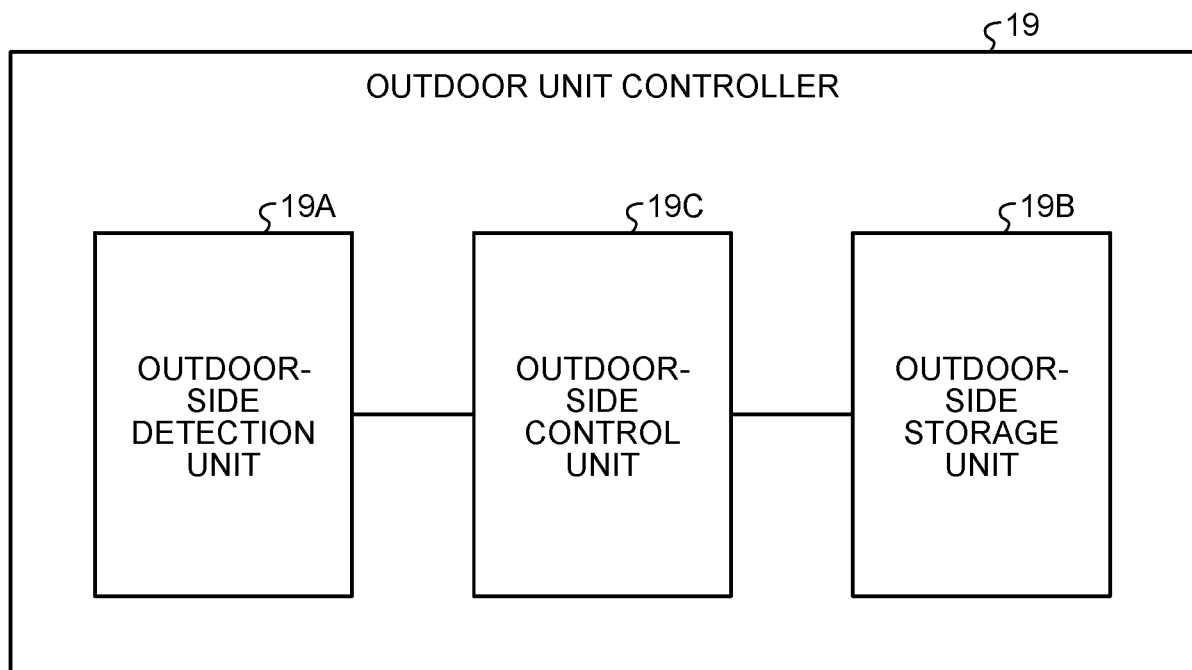 19
OUTDOOR UNIT CONTROLLER
19A
19C
19B
OUTDOOR-
SIDE
DETECTION
UNIT
OUTDOOR-
SIDE
CONTROL
UNIT
OUTDOOR-
SIDE
STORAGE
UNIT